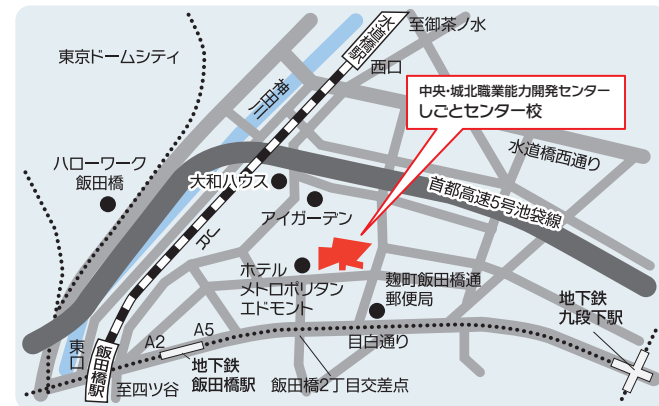 至御茶ノ水
水道橋駅
西口
東京ドームシティ
神田川
中央・城北職業能力開発センター
しごとセンター校
水道橋西通り
ハローワーク
飯田橋
大和ハウス
首都高速5号池袋線
アイガーデン
JR
ホテル
メトロポリタン
エドモント
麹町飯田橋通
郵便局
地下鉄
九段下駅
東口
A2
A5
目白通り
飯田橋駅
地下鉄
飯田橋駅
至四ツ谷
飯田橋2丁目交差点